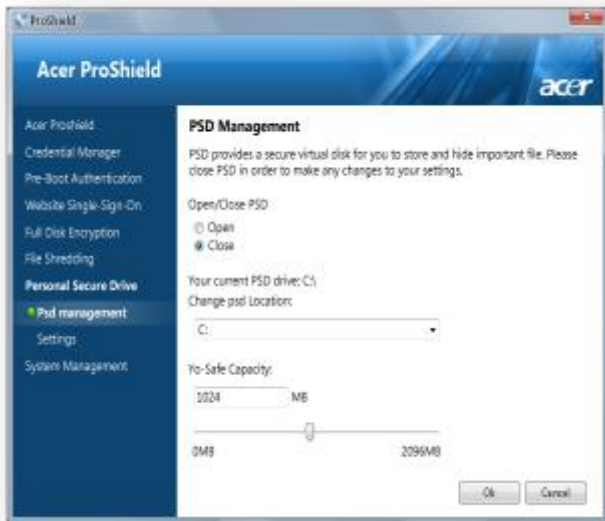 ProShield
Acer ProShield
acer
Acer Proshield
Credential Manager
Pre-Boot Authentication
Website Single-Sign-On
Full Disk Encryption
File Shredding
Personal Secure Drive
Psd management
Settings
System Management
PSD Management
PSD provides a secure virtual disk for you to store and hide important file. Please
close PSD in order to make any changes to your settings.
Open/Close PSD
Open
Close
Your current PSD drive: C:\
Change psd Location:
C:
Yo-Safe Capacity:
1024 MB
0MB 2096MB
Ok Cancel